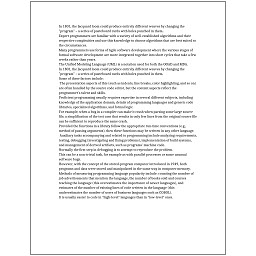 In 1801, the Jacquard loom could produce entirely different weaves by changing the
"program" – a series of pasteboard cards with holes punched in them.
Expert programmers are familiar with a variety of well-established algorithms and their
respective complexities and use this knowledge to choose algorithms that are best suited to
the circumstances.
Many programmers use forms of Agile software development where the various stages of
formal software development are more integrated together into short cycles that take a few
weeks rather than years.
The Unified Modeling Language (UML) is a notation used for both the OOAD and MDA.
In 1801, the Jacquard loom could produce entirely different weaves by changing the
"program" – a series of pasteboard cards with holes punched in them.
Some of these factors include:
The presentation aspects of this (such as indents, line breaks, color highlighting, and so on)
are often handled by the source code editor, but the content aspects reflect the
programmer's talent and skills.
Proficient programming usually requires expertise in several different subjects, including
knowledge of the application domain, details of programming languages and generic code
libraries, specialized algorithms, and formal logic.
For example, when a bug in a compiler can make it crash when parsing some large source
file, a simplification of the test case that results in only few lines from the original source file
can be sufficient to reproduce the same crash.
Provided the functions in a library follow the appropriate run-time conventions (e.g.,
method of passing arguments), then these functions may be written in any other language.
Auxiliary tasks accompanying and related to programming include analyzing requirements,
testing, debugging (investigating and fixing problems), implementation of build systems,
and management of derived artifacts, such as programs' machine code.
Normally the first step in debugging is to attempt to reproduce the problem.
This can be a non-trivial task, for example as with parallel processes or some unusual
software bugs.
However, with the concept of the stored-program computer introduced in 1949, both
programs and data were stored and manipulated in the same way in computer memory.
Methods of measuring programming language popularity include: counting the number of
job advertisements that mention the language, the number of books sold and courses
teaching the language (this overestimates the importance of newer languages), and
estimates of the number of existing lines of code written in the language (this
underestimates the number of users of business languages such as COBOL).
It is usually easier to code in "high-level" languages than in "low-level" ones.